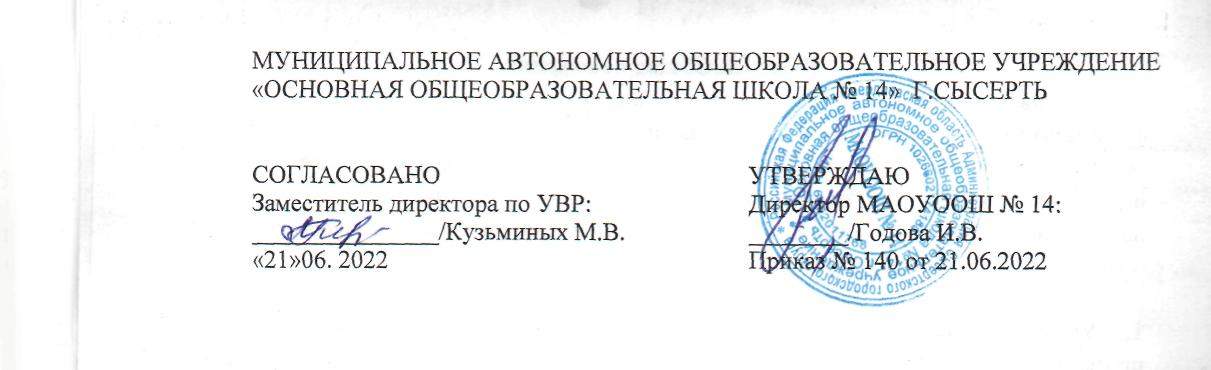 МУНИЦИПАЛЬНОЕ АВТОНОМНОЕ ОБЩЕОБРАЗОВАТЕЛЬНОЕ УЧРЕЖДЕНИЕ
«ОСНОВНАЯ ОБЩЕОБРАЗОВАТЕЛЬНАЯ ШКОЛА № 14» Г.СЫСЕРТЬ
СОГЛАСОВАНО
Заместитель директора по УВР:
/Кузьминых М.В.
«21»06. 2022
УТВЕРЖДАЮ
Директор МАОУООШ № 14:
/Годова И.В.
Приказ № 140 от 21.06.2022